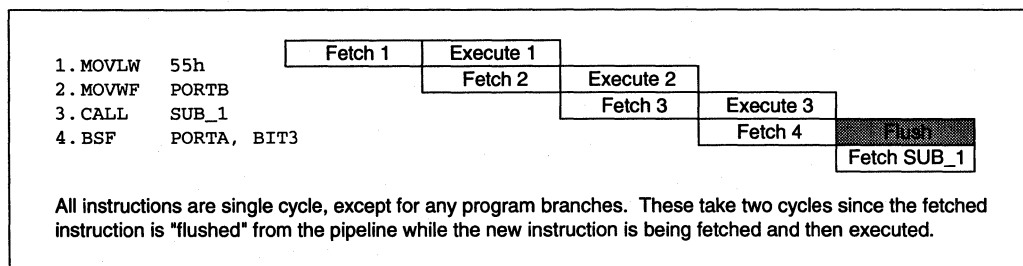 Fetch 1 Execute 1
1. MOVLW 55h
Fetch 2 Execute 2
2. MOVWF PORTB
Fetch 3 Execute 3
3. CALL SUB_1
Fetch 4 Flush
4. BSF PORTA, BIT3
Fetch SUB_1
All instructions are single cycle, except for any program branches. These take two cycles since the fetched
instruction is "flushed" from the pipeline while the new instruction is being fetched and then executed.